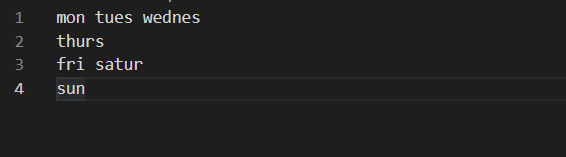 1 mon tues wednes
2 thurs
3 fri satur
4 sun